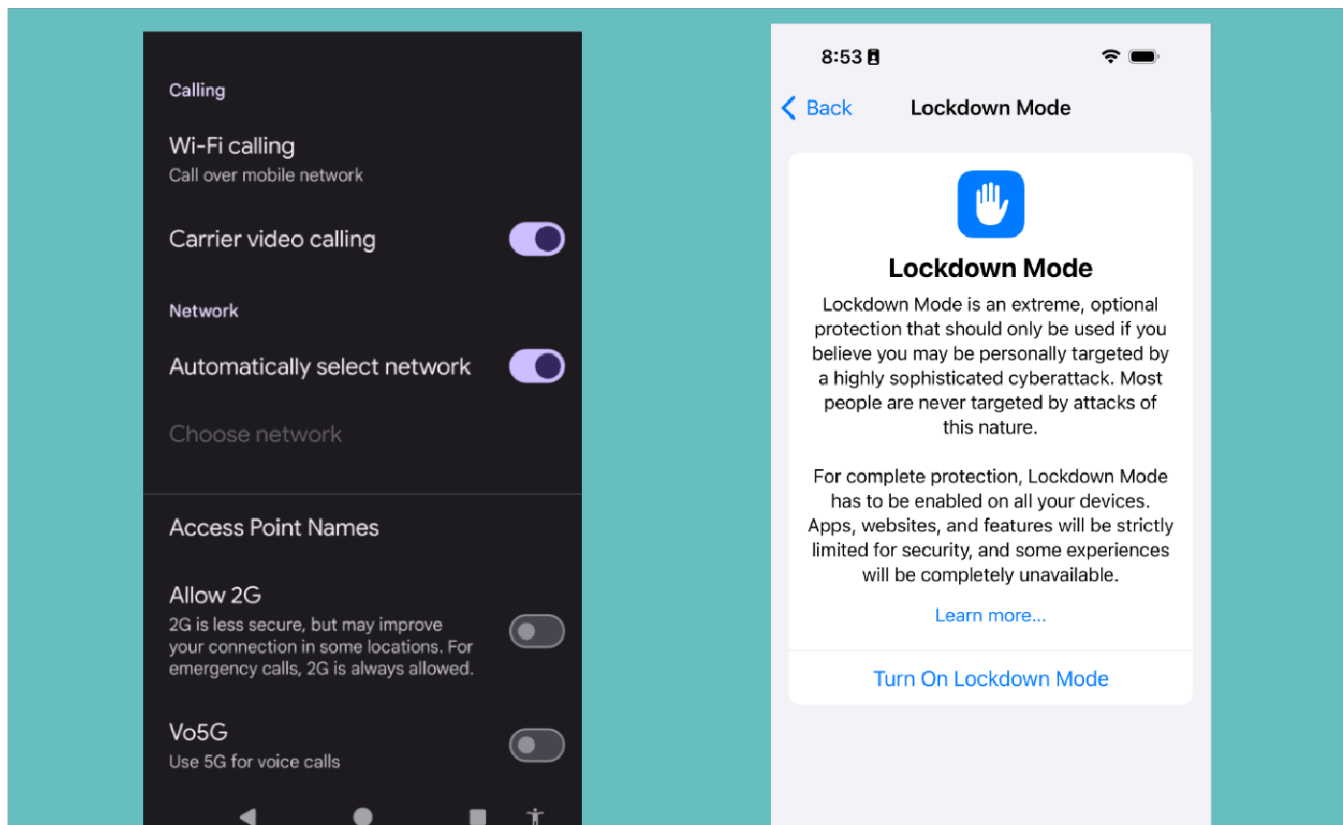 Calling
Wi-Fi calling
Call over mobile network
Carrier video calling
Network
Automatically select network
Choose network
Access Point Names
Allow 2G
2G is less secure, but may improve
your connection in some locations. For
emergency calls, 2G is always allowed.
Vo5G
Use 5G for voice calls
8:53
Back
Lockdown Mode
Lockdown Mode
Lockdown Mode is an extreme, optional
protection that should only be used if you
believe you may be personally targeted by
a highly sophisticated cyberattack. Most
people are never targeted by attacks of
this nature.
For complete protection, Lockdown Mode
has to be enabled on all your devices.
Apps, websites, and features will be strictly
limited for security, and some experiences
will be completely unavailable.
Learn more...
Turn On Lockdown Mode